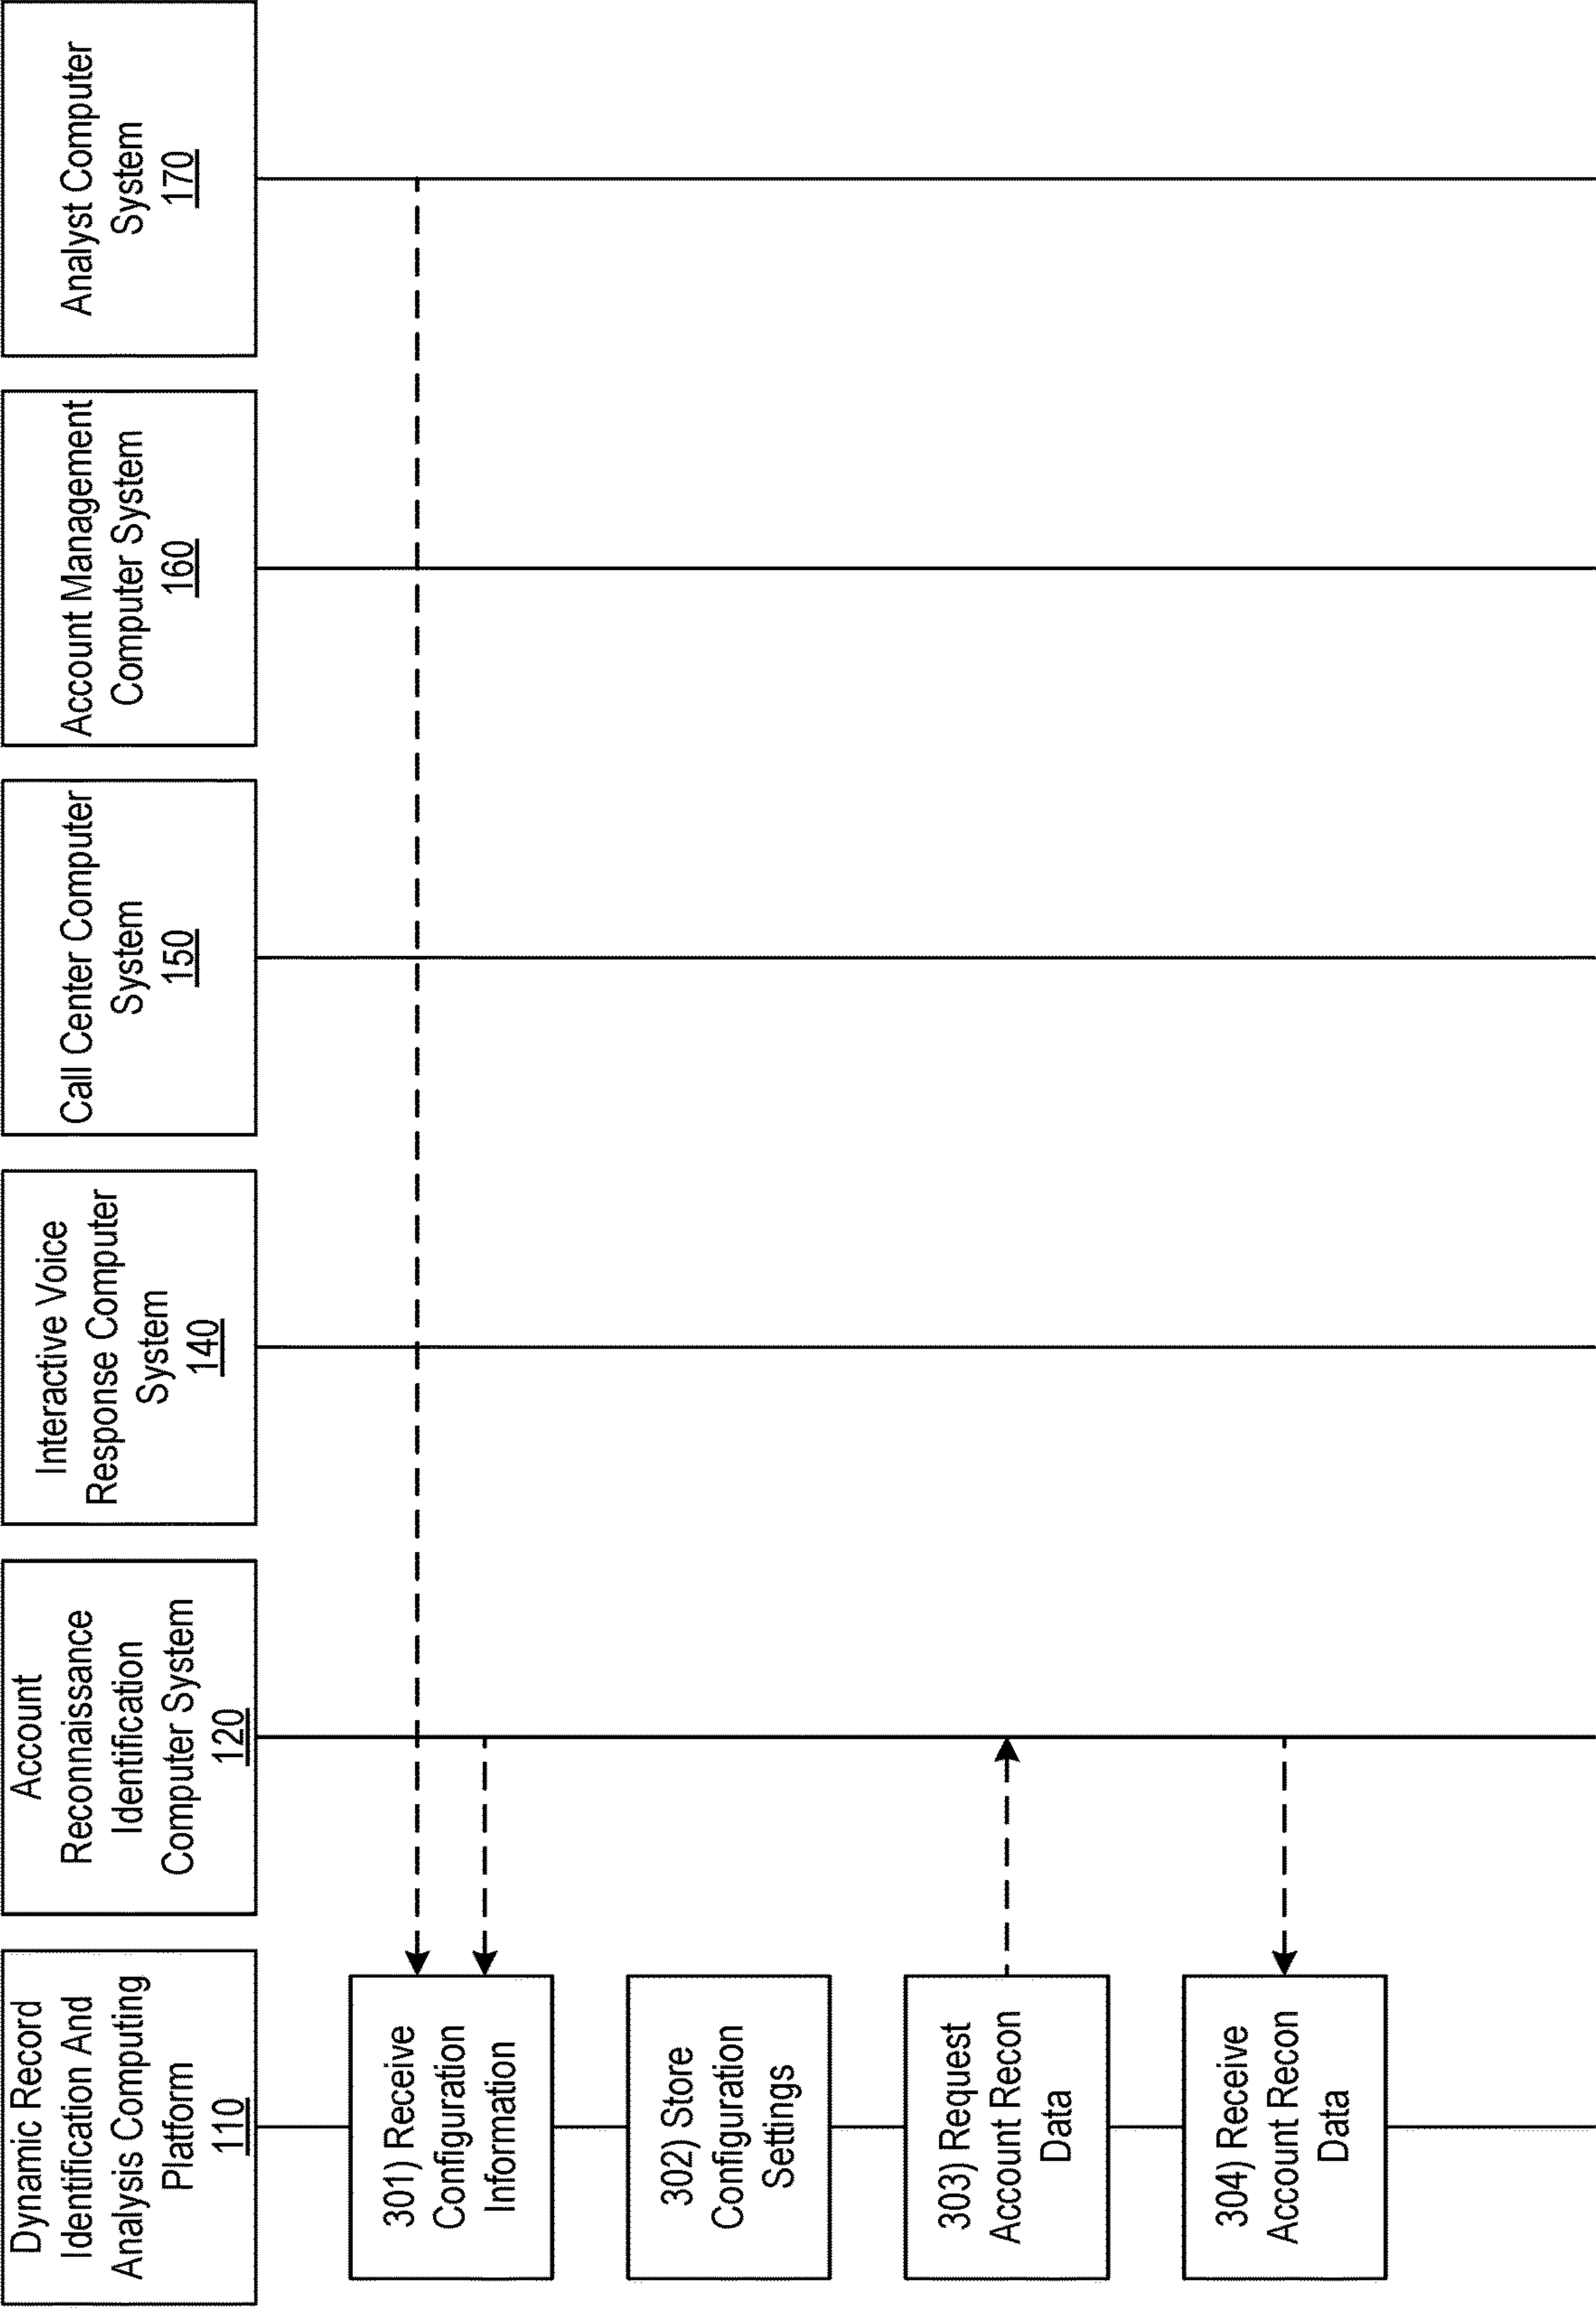 Dynamic Record
Identification And
Analysis Computing
Platform
110
Account
Reconnaissance
Identification
Computer System
120
Interactive Voice
Response Computer
System
140
Call Center Computer
System
150
Account Management
Computer System
160
Analyst Computer
System
170
301) Receive
Configuration
Information
302) Store
Configuration
Settings
303) Request
Account Recon
Data
304) Receive
Account Recon
Data